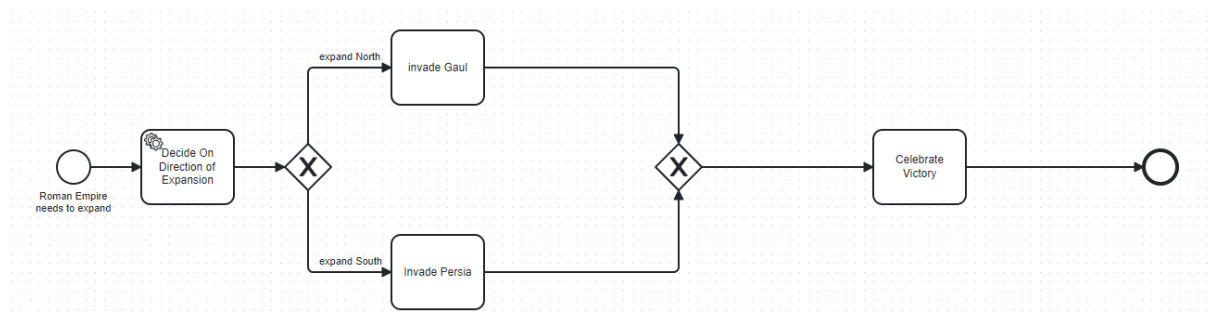 expand North
invade Gaul
Decide On
Direction of
Expansion
X
X
Celebrate
Victory
Roman Empire
needs to expand
expand South
Invade Persia